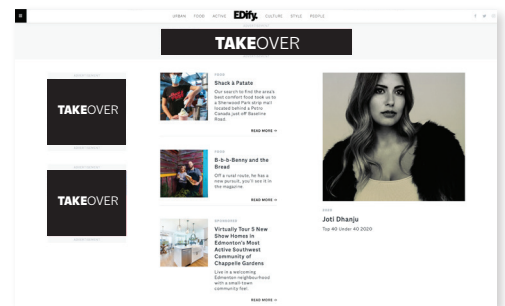 URBAN FOOD ACTIVE EDify. CULTURE STYLE PEOPLE
TAKEOVER
TAKEOVER
TAKEOVER
FOOD
Shack à Patate
Our search to find the area's
best comfort food took us to
a Sherwood Park strip mall
located behind a Petro
Canada just off Baseline
Road.
READ MORE
FOOD
B-b-b-Benny and the
Bread
Off a rural route, he has a
new pursuit, you'll see it in
the magazine.
READ MORE
SPONSORED
Virtually Tour 5 New
Show Homes in
Edmonton's Most
Active Southwest
Community of
Chappelle Gardens
Live in a welcoming
Edmonton neighbourhood
with a small-town
community feel.
READ MORE
Joti Dhanju
Top 40 Under 40 2020